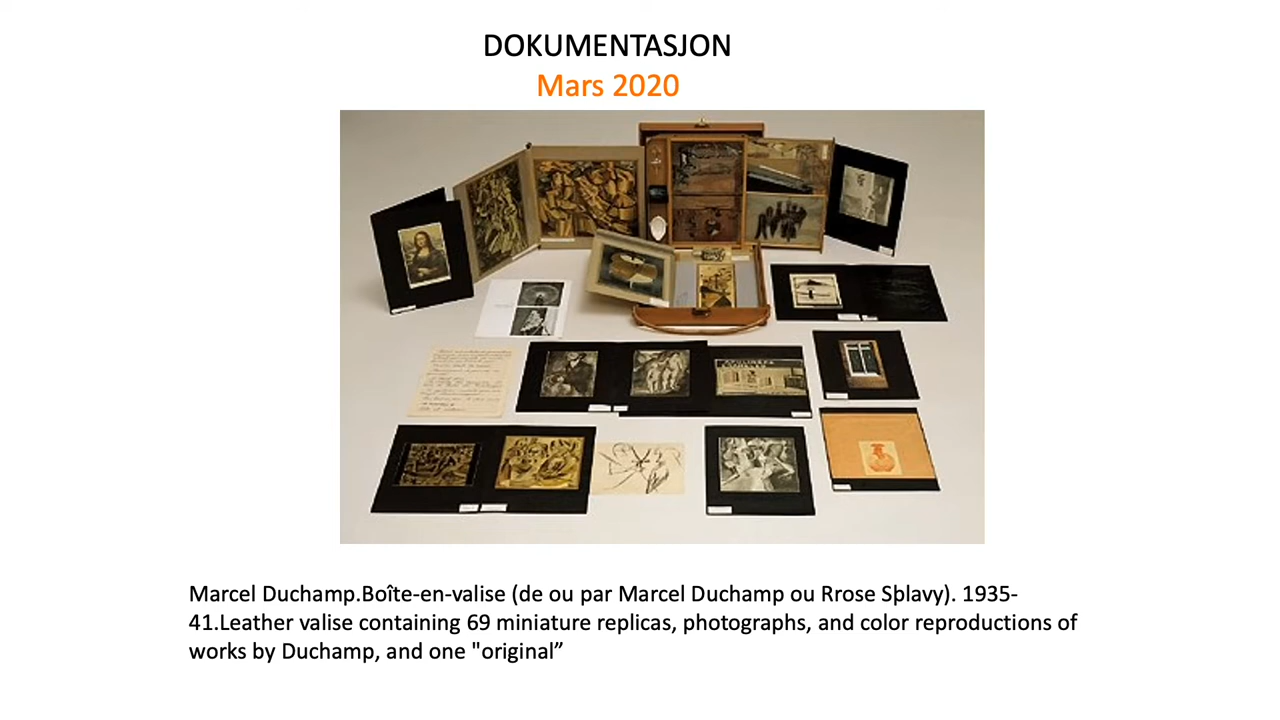 DOKUMENTASJON
Mars 2020
Marcel Duchamp.Boîte-en-valise (de ou par Marcel Duchamp ou Rrose Sþlavy). 1935-
41.Leather valise containing 69 miniature replicas, photographs, and color reproductions of
works by Duchamp, and one "original”